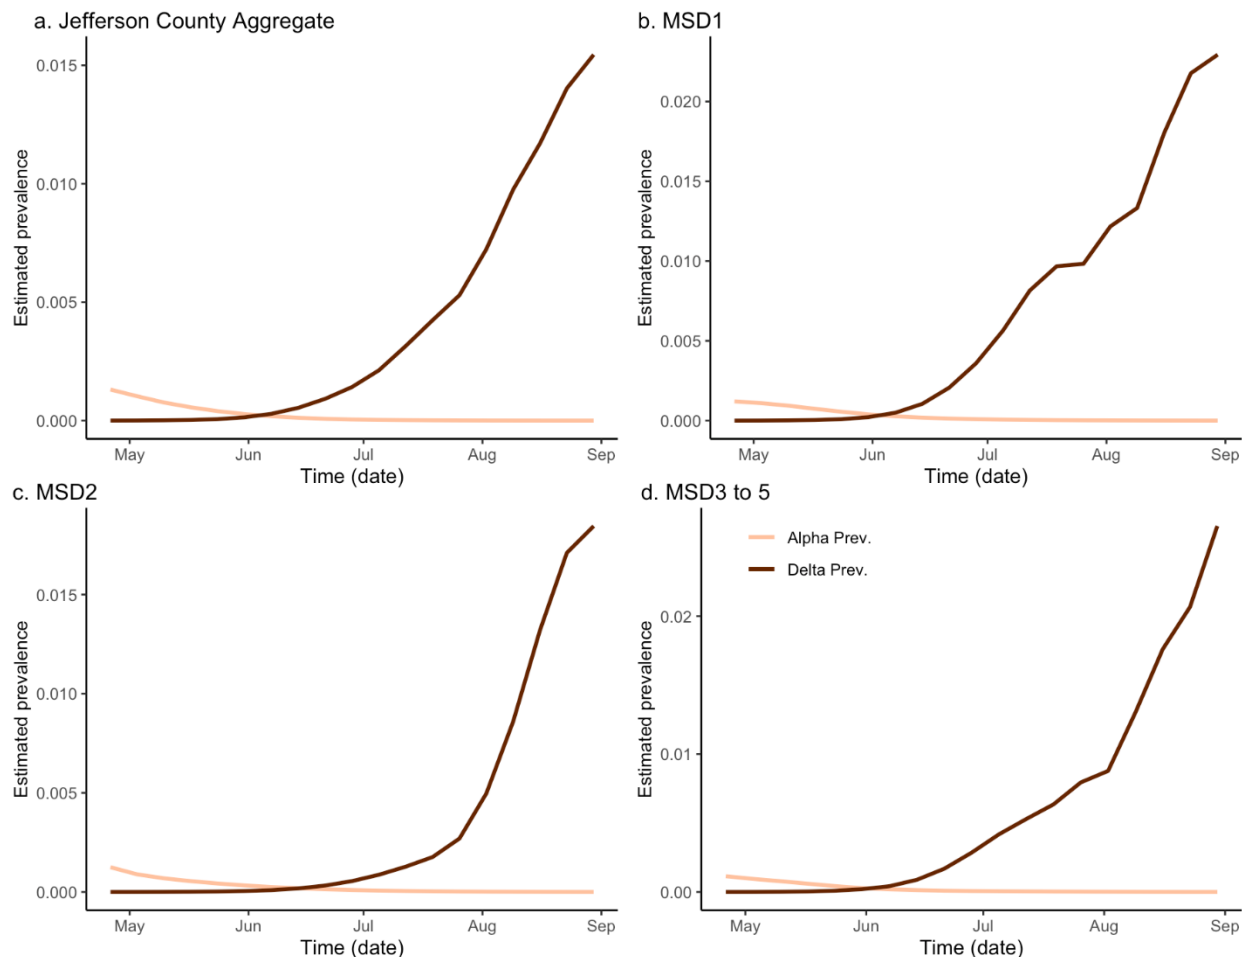 a. Jefferson County Aggregate
Estimated prevalence
0.015
0.010
0.005
0.000
May Jun Jul Aug Sep
Time (date)
b. MSD1
Estimated prevalence
0.020
0.015
0.010
0.005
0.000
May Jun Jul Aug Sep
Time (date)
c. MSD2
Estimated prevalence
0.015
0.010
0.005
0.000
May Jun Jul Aug Sep
Time (date)
d. MSD3 to 5
Alpha Prev.
Delta Prev.
Estimated prevalence
0.02
0.01
0.00
May Jun Jul Aug Sep
Time (date)